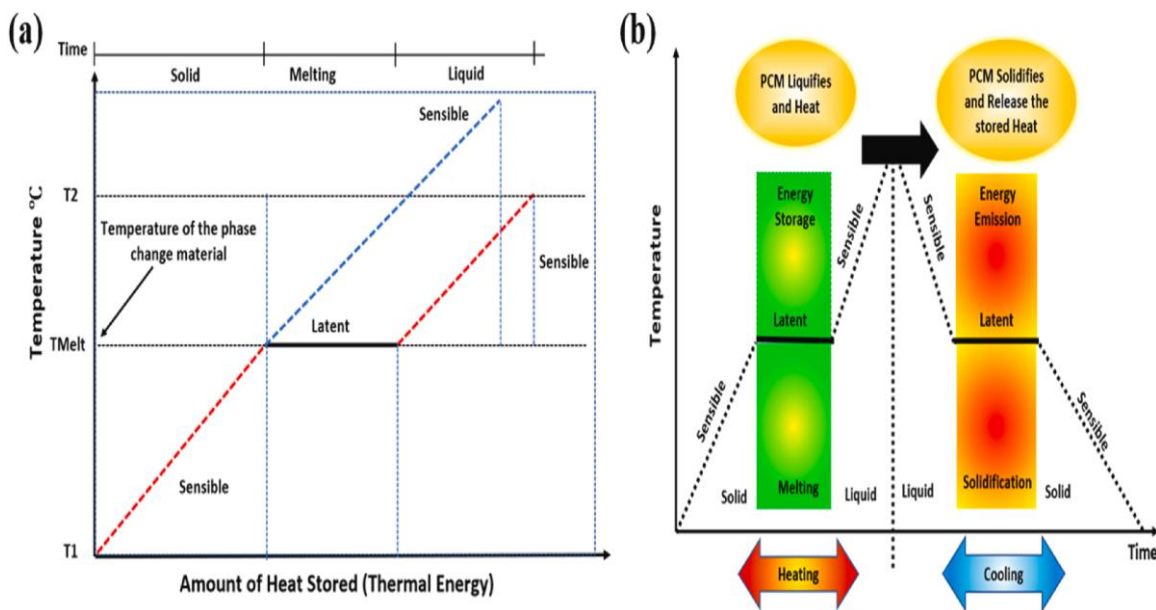 (a)
Time
Solid
Melting
Liquid
Sensible
T2
Temperature of the phase
change material
Sensible
Latent
TMelt
Sensible
T1
Temperature °C
Amount of Heat Stored (Thermal Energy)
(b)
PCM Liquifies
and Heat
PCM Solidifies
and Release the
stored Heat
Temperature
Energy
Storage
Energy
Emission
Sensible
Sensible
Latent
Latent
Sensible
Sensible
Solid
Melting
Liquid
Liquid
Solidification
Solid
Time
Heating
Cooling